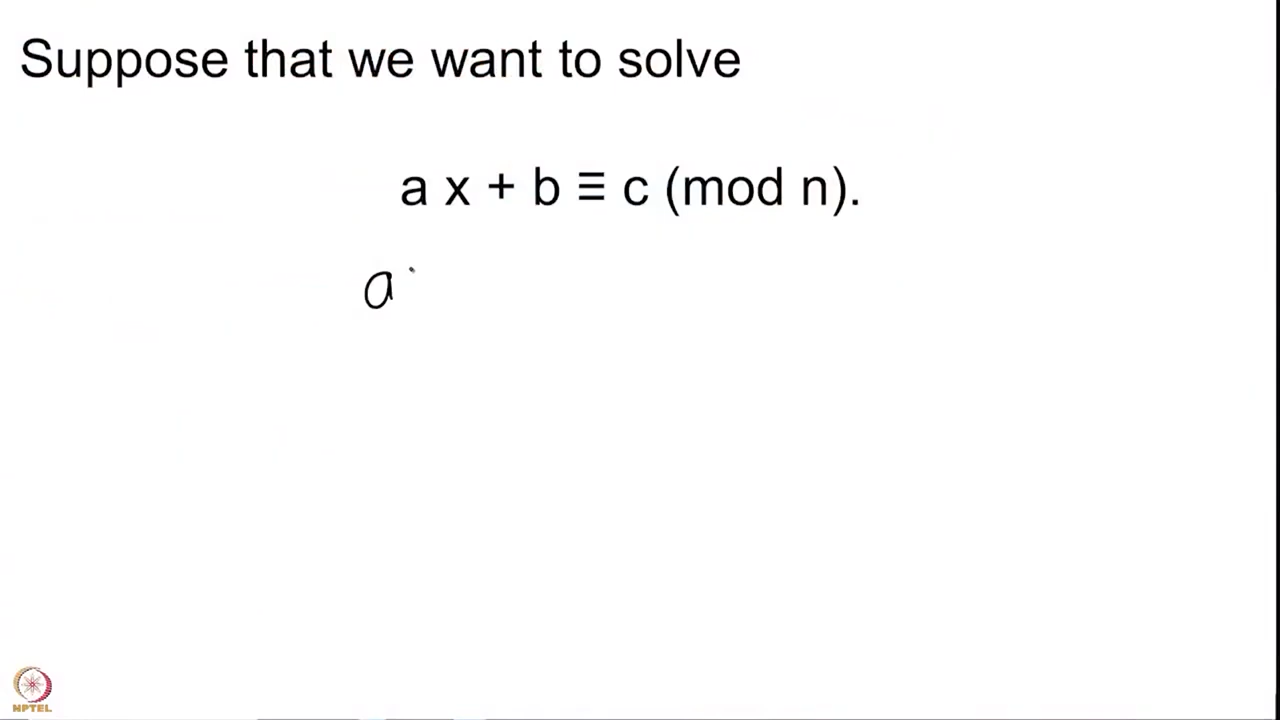 Suppose that we want to solve
a x + b ≡ c (mod n).
a
NPTEL